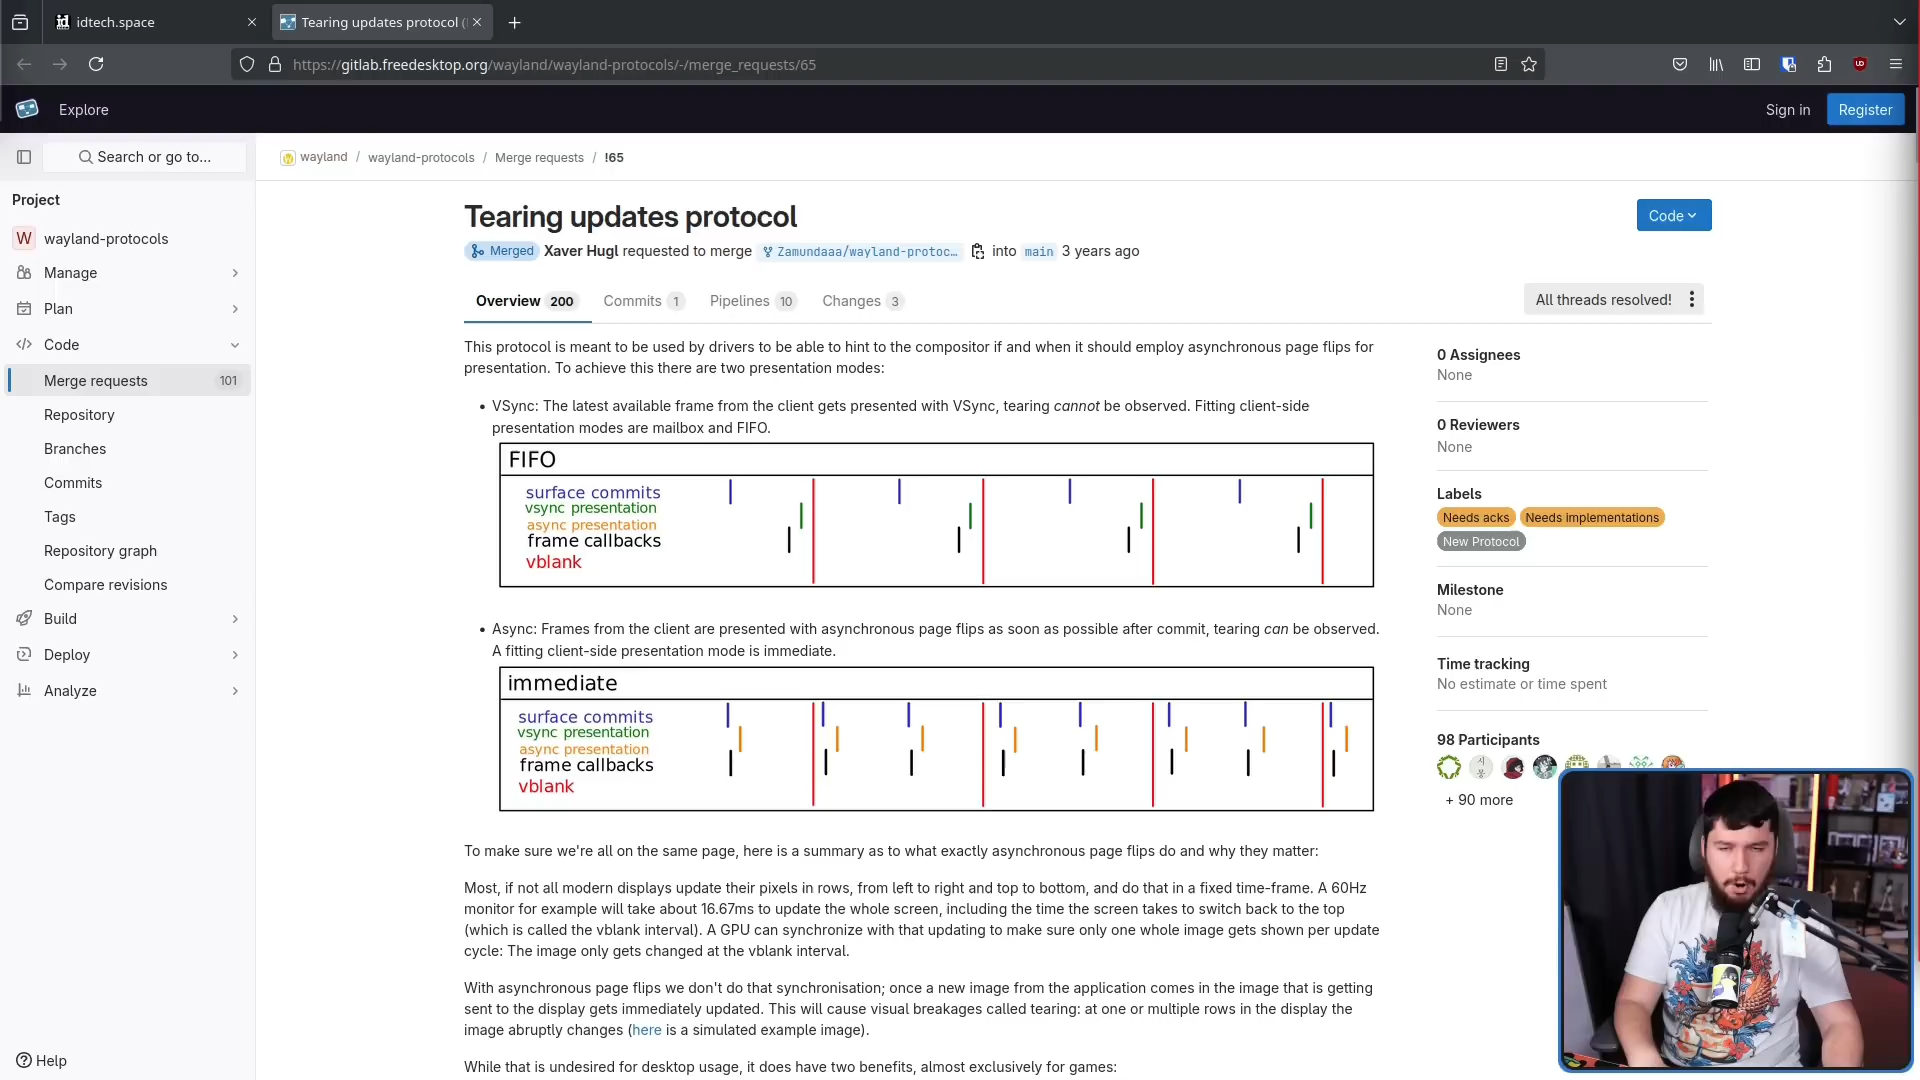 idtech.space
Tearing updates protocol (
https://gitlab.freedesktop.org/wayland/wayland-protocols/-/merge_requests/65
Explore
Sign in
Register
Search or go to...
wayland / wayland-protocols / Merge requests / !65
Project
W wayland-protocols
Manage
Plan
Code
Merge requests 101
Repository
Branches
Commits
Tags
Repository graph
Compare revisions
Build
Deploy
Analyze
Help
Tearing updates protocol
Code
Merged Xaver Hugl requested to merge Zamundaaa/wayland-protoc… into main 3 years ago
Overview 200 Commits 1 Pipelines 10 Changes 3
All threads resolved!
This protocol is meant to be used by drivers to be able to hint to the compositor if and when it should employ asynchronous page flips for
presentation. To achieve this there are two presentation modes:
• VSync: The latest available frame from the client gets presented with VSync, tearing cannot be observed. Fitting client-side
presentation modes are mailbox and FIFO.
FIFO
surface commits
vsync presentation
async presentation
frame callbacks
vblank
• Async: Frames from the client are presented with asynchronous page flips as soon as possible after commit, tearing can be observed.
A fitting client-side presentation mode is immediate.
immediate
surface commits
vsync presentation
async presentation
frame callbacks
vblank
To make sure we're all on the same page, here is a summary as to what exactly asynchronous page flips do and why they matter:
Most, if not all modern displays update their pixels in rows, from left to right and top to bottom, and do that in a fixed time-frame. A 60Hz
monitor for example will take about 16.67ms to update the whole screen, including the time the screen takes to switch back to the top
(which is called the vblank interval). A GPU can synchronize with that updating to make sure only one whole image gets shown per update
cycle: The image only gets changed at the vblank interval.
With asynchronous page flips we don't do that synchronisation; once a new image from the application comes in the image that is getting
sent to the display gets immediately updated. This will cause visual breakages called tearing: at one or multiple rows in the display the
image abruptly changes (here is a simulated example image).
While that is undesired for desktop usage, it does have two benefits, almost exclusively for games:
0 Assignees
None
0 Reviewers
None
Labels
Needs acks Needs implementations
New Protocol
Milestone
None
Time tracking
No estimate or time spent
98 Participants
+ 90 more